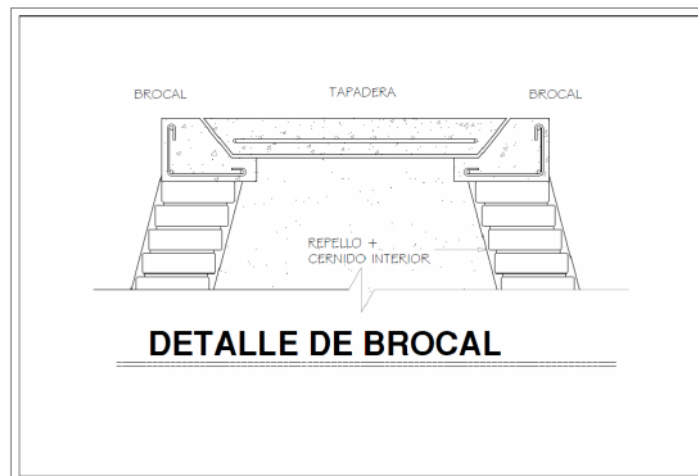 BROCAL
TAPADERA
BROCAL
REPELLO +
CERNIDO INTERIOR
DETALLE DE BROCAL